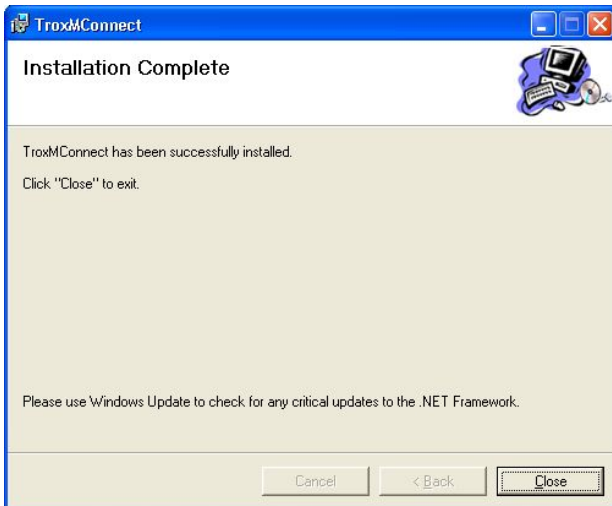 TroxMConnect
Installation Complete
TroxMConnect has been successfully installed.
Click "Close" to exit.
Please use Windows Update to check for any critical updates to the .NET Framework.
Cancel
< Back
Close